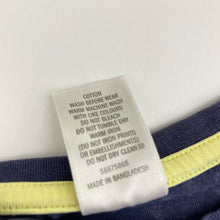 COTTON
WASH BEFORE WEAR
WARM MACHINE WASH
WITH LIKE COLOURS
DO NOT BLEACH
DO NOT TUMBLE DRY
WARM IRON
(DO NOT IRON PRINTS
OR EMBELLISHMENTS)
DO NOT DRY CLEAN (B)
58875865
MADE IN BANGLADESH